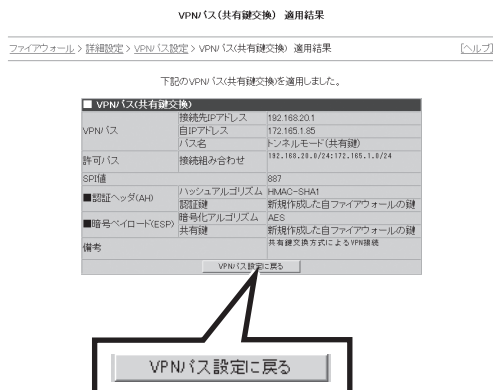 VPNパス(共有鍵交換) 適用結果
ファイアウォール > 詳細設定 > VPNパス設定 > VPNパス(共有鍵交換) 適用結果 [ヘルプ]
下記のVPNパス(共有鍵交換)を適用しました。
■ VPNパス(共有鍵交換)
VPNパス 接続先IPアドレス 192.168.20.1
自IPアドレス 172.165.1.85
パス名 トンネルモード(共有鍵)
許可パス 接続組み合わせ 192.168.20.0/24:172.165.1.0/24
SPI値 887
■認証ヘッダ(AH) ハッシュアルゴリズム HMAC-SHA1
認証鍵 新規作成した自ファイアウォールの鍵
■暗号ペイロード(ESP) 暗号化アルゴリズム AES
共有鍵 新規作成した自ファイアウォールの鍵
備考 共有鍵交換方式によるVPN接続
VPNパス設定に戻る
VPNパス設定に戻る